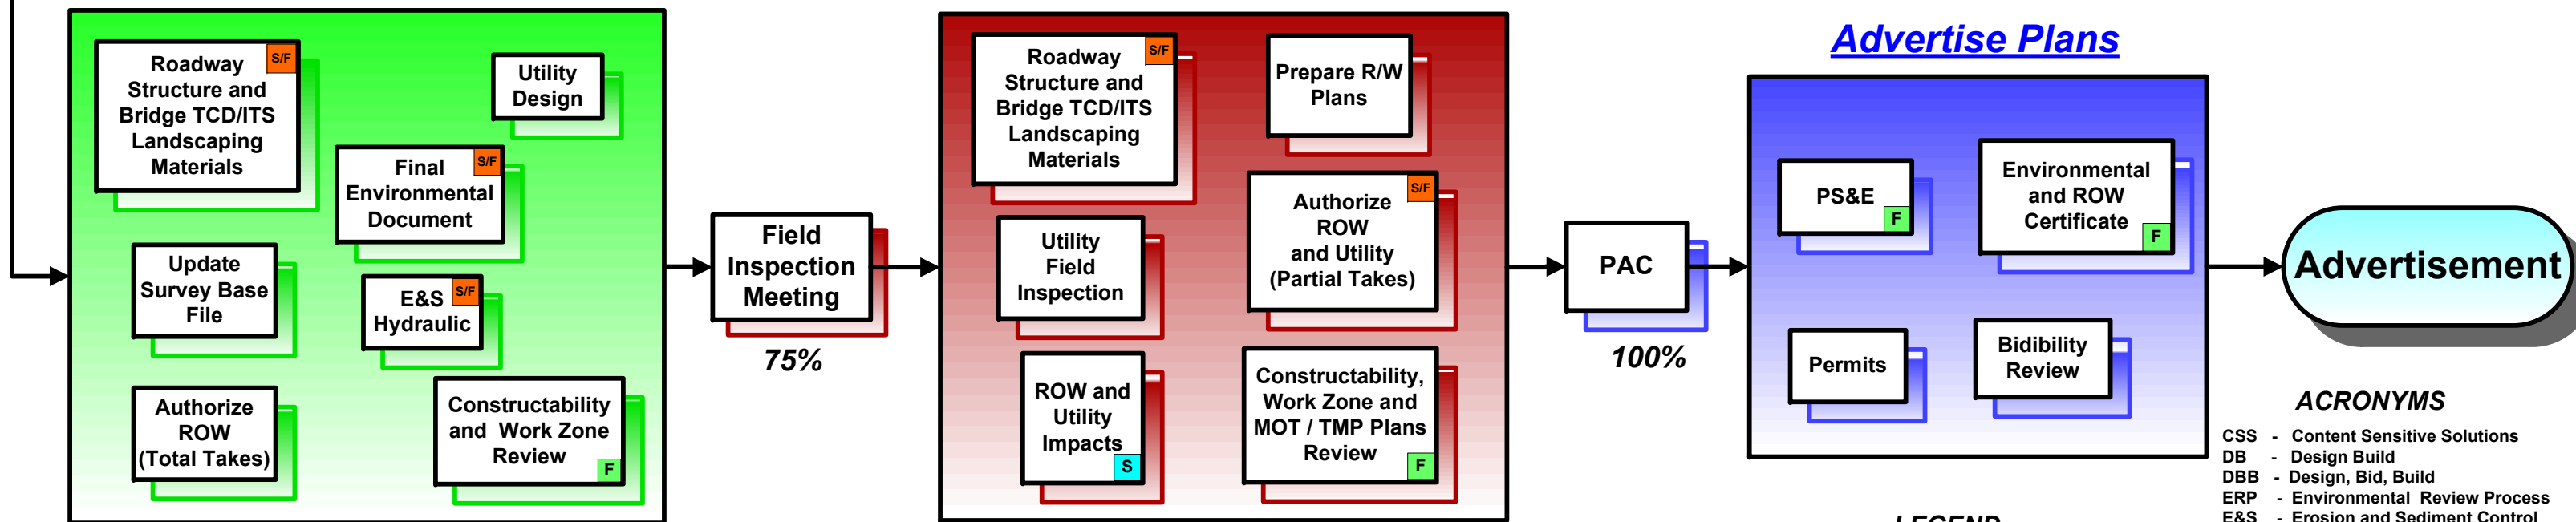 Roadway
Structure and
Bridge TCD/ITS
Landscaping
Materials
S/F
Utility
Design
Final
Environmental
Document
S/F
Update
Survey Base
File
E&S
Hydraulic
S/F
Authorize
ROW
(Total Takes)
Constructability
and Work Zone
Review
F
Field
Inspection
Meeting
75%
Roadway
Structure and
Bridge TCD/ITS
Landscaping
Materials
S/F
Prepare R/W
Plans
Utility
Field
Inspection
Authorize
ROW
and Utility
(Partial Takes)
S/F
ROW and
Utility
Impacts
S
Constructability,
Work Zone and
MOT / TMP Plans
Review
F
PAC
100%
Advertise Plans
PS&E
F
Environmental
and ROW
Certificate
F
Permits
Bidibility
Review
Advertisement
ACRONYMS
CSS - Content Sensitive Solutions
DB - Design Build
DBB - Design, Bid, Build
ERP - Environmental Review Process
E&S - Erosion and Sediment Control
LEGEND